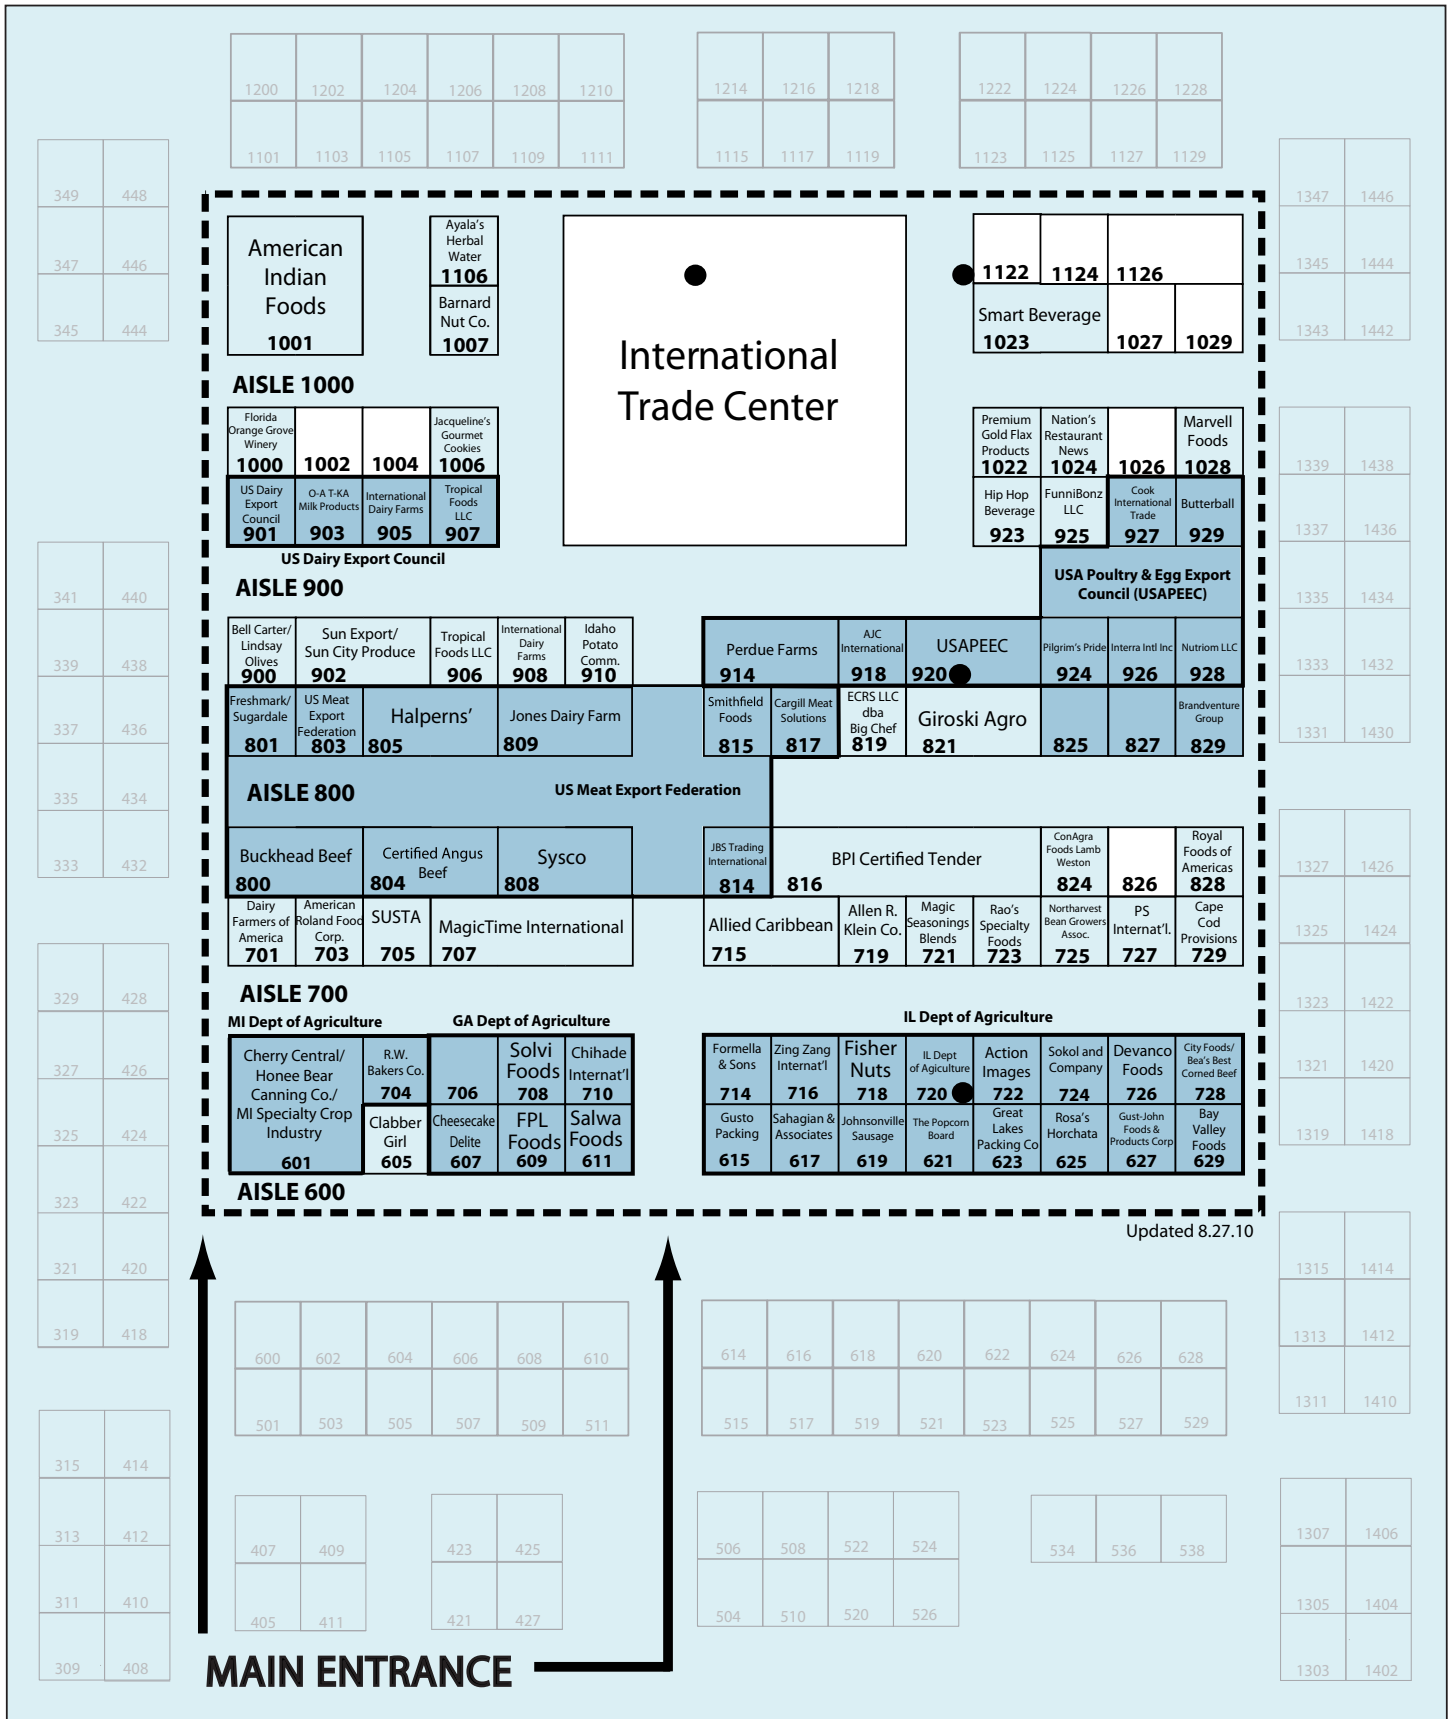 1200 1202 1204 1206 1208 1210
1214 1216 1218
1222 1224 1226 1228
1101 1103 1105 1107 1109 1111
1115 1117 1119
1123 1125 1127 1129
349 448
347 446
345 444
341 440
339 438
337 436
335 434
333 432
329 428
327 426
325 424
323 422
321 420
319 418
315 414
313 412
311 410
309 408
American
Indian
Foods
1001
Ayala's
Herbal
Water
1106
Barnard
Nut Co.
1007
International
Trade Center
1122
1124
1126
Smart Beverage
1023
1027
1029
AISLE 1000
Florida
Orange Grove
Winery
1000
1002
1004
Jacqueline's
Gourmet
Cookies
1006
US Dairy
Export
Council
901
O-A T-KA
Milk Products
903
International
Dairy Farms
905
Tropical
Foods
LLC
907
US Dairy Export Council
Premium
Gold Flax
Products
1022
Nation's
Restaurant
News
1024
1026
Marvell
Foods
1028
Hip Hop
Beverage
923
FunniBonz
LLC
925
Cook
International
Trade
927
Butterball
929
USA Poultry & Egg Export
Council (USAPEEC)
AISLE 900
Bell Carter/
Lindsay
Olives
900
Sun Export/
Sun City Produce
902
Tropical
Foods LLC
906
International
Dairy
Farms
908
Idaho
Potato
Comm.
910
Perdue Farms
914
AJC
International
918
USAPEEC
920
Pilgrim's Pride
924
Interra Intl Inc
926
Nutriom LLC
928
Freshmark/
Sugardale
801
US Meat
Export
Federation
803
Halperns'
805
Jones Dairy Farm
809
Smithfield
Foods
815
Cargill Meat
Solutions
817
ECRS LLC
dba
Big Chef
819
Giroski Agro
821
825
827
Brandventure
Group
829
AISLE 800
US Meat Export Federation
Buckhead Beef
800
Certified Angus
Beef
804
Sysco
808
JBS Trading
International
814
BPI Certified Tender
816
ConAgra
Foods Lamb
Weston
824
826
Royal
Foods of
Americas
828
Dairy
Farmers of
America
701
American
Roland Food
Corp.
703
SUSTA
705
MagicTime International
707
Allied Caribbean
715
Allen R.
Klein Co.
719
Magic
Seasonings
Blends
721
Rao's
Specialty
Foods
723
Northarvest
Bean Growers
Assoc.
725
PS
Internat'l.
727
Cape
Cod
Provisions
729
AISLE 700
MI Dept of Agriculture
GA Dept of Agriculture
IL Dept of Agriculture
Cherry Central/
Honee Bear
Canning Co./
MI Specialty Crop
Industry
601
R.W.
Bakers Co.
704
Clabber
Girl
605
706
Solvi
Foods
708
Chihade
Internat'l
710
Cheesecake
Delite
607
FPL
Foods
609
Salwa
Foods
611
Formella
& Sons
714
Zing Zang
Internat'l
716
Fisher
Nuts
718
IL Dept
of Agiculture
720
Action
Images
722
Sokol and
Company
724
Devanco
Foods
726
City Foods/
Bea's Best
Corned Beef
728
Gusto
Packing
615
Sahagian &
Associates
617
Johnsonville
Sausage
619
The Popcorn
Board
621
Great
Lakes
Packing Co
623
Rosa's
Horchata
625
Gust-John
Foods &
Products Corp
627
Bay
Valley
Foods
629
AISLE 600
Updated 8.27.10
1347 1446
1345 1444
1343 1442
1339 1438
1337 1436
1335 1434
1333 1432
1331 1430
1327 1426
1325 1424
1323 1422
1321 1420
1319 1418
1315 1414
1313 1412
1311 1410
1307 1406
1305 1404
1303 1402
600 602 604 606 608 610
501 503 505 507 509 511
614 616 618 620 622 624 626 628
515 517 519 521 523 525 527 529
407 409
405 411
423 425
421 427
506 508 522 524
504 510 520 526
534 536 538
MAIN ENTRANCE